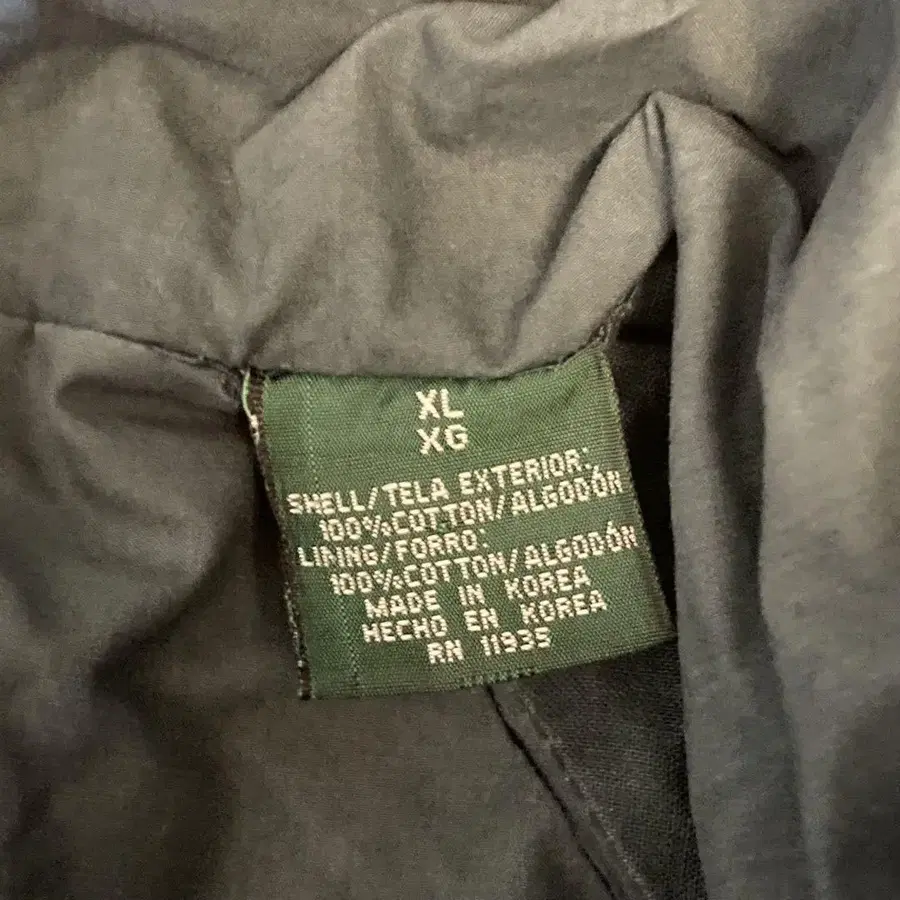 XL
XG
SHELL/TELA EXTERIOR:
100%COTTON/ALGODÓN
LINING/FORRO:
100%COTTON/ALGODÓN
MADE IN KOREA
HECHO EN KOREA
RN 11935